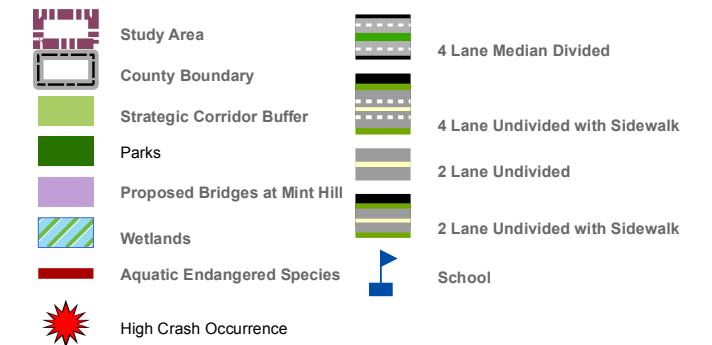 Study Area
County Boundary
Strategic Corridor Buffer
Parks
Proposed Bridges at Mint Hill
Wetlands
Aquatic Endangered Species
High Crash Occurrence
4 Lane Median Divided
4 Lane Undivided with Sidewalk
2 Lane Undivided
2 Lane Undivided with Sidewalk
School